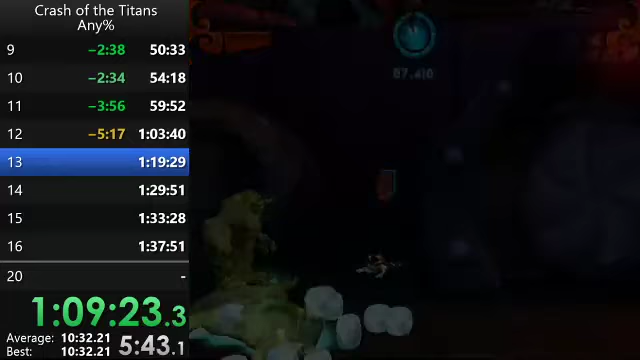 Crash of the Titans
Any%
9 −2:38 50:33
10 −2:34 54:18
11 −3:56 59:52
12 −5:17 1:03:40
13 1:19:29
14 1:29:51
15 1:33:28
16 1:37:51
20 -
1:09:23.3
Average: 10:32.21
Best: 10:32.21
5:43.1